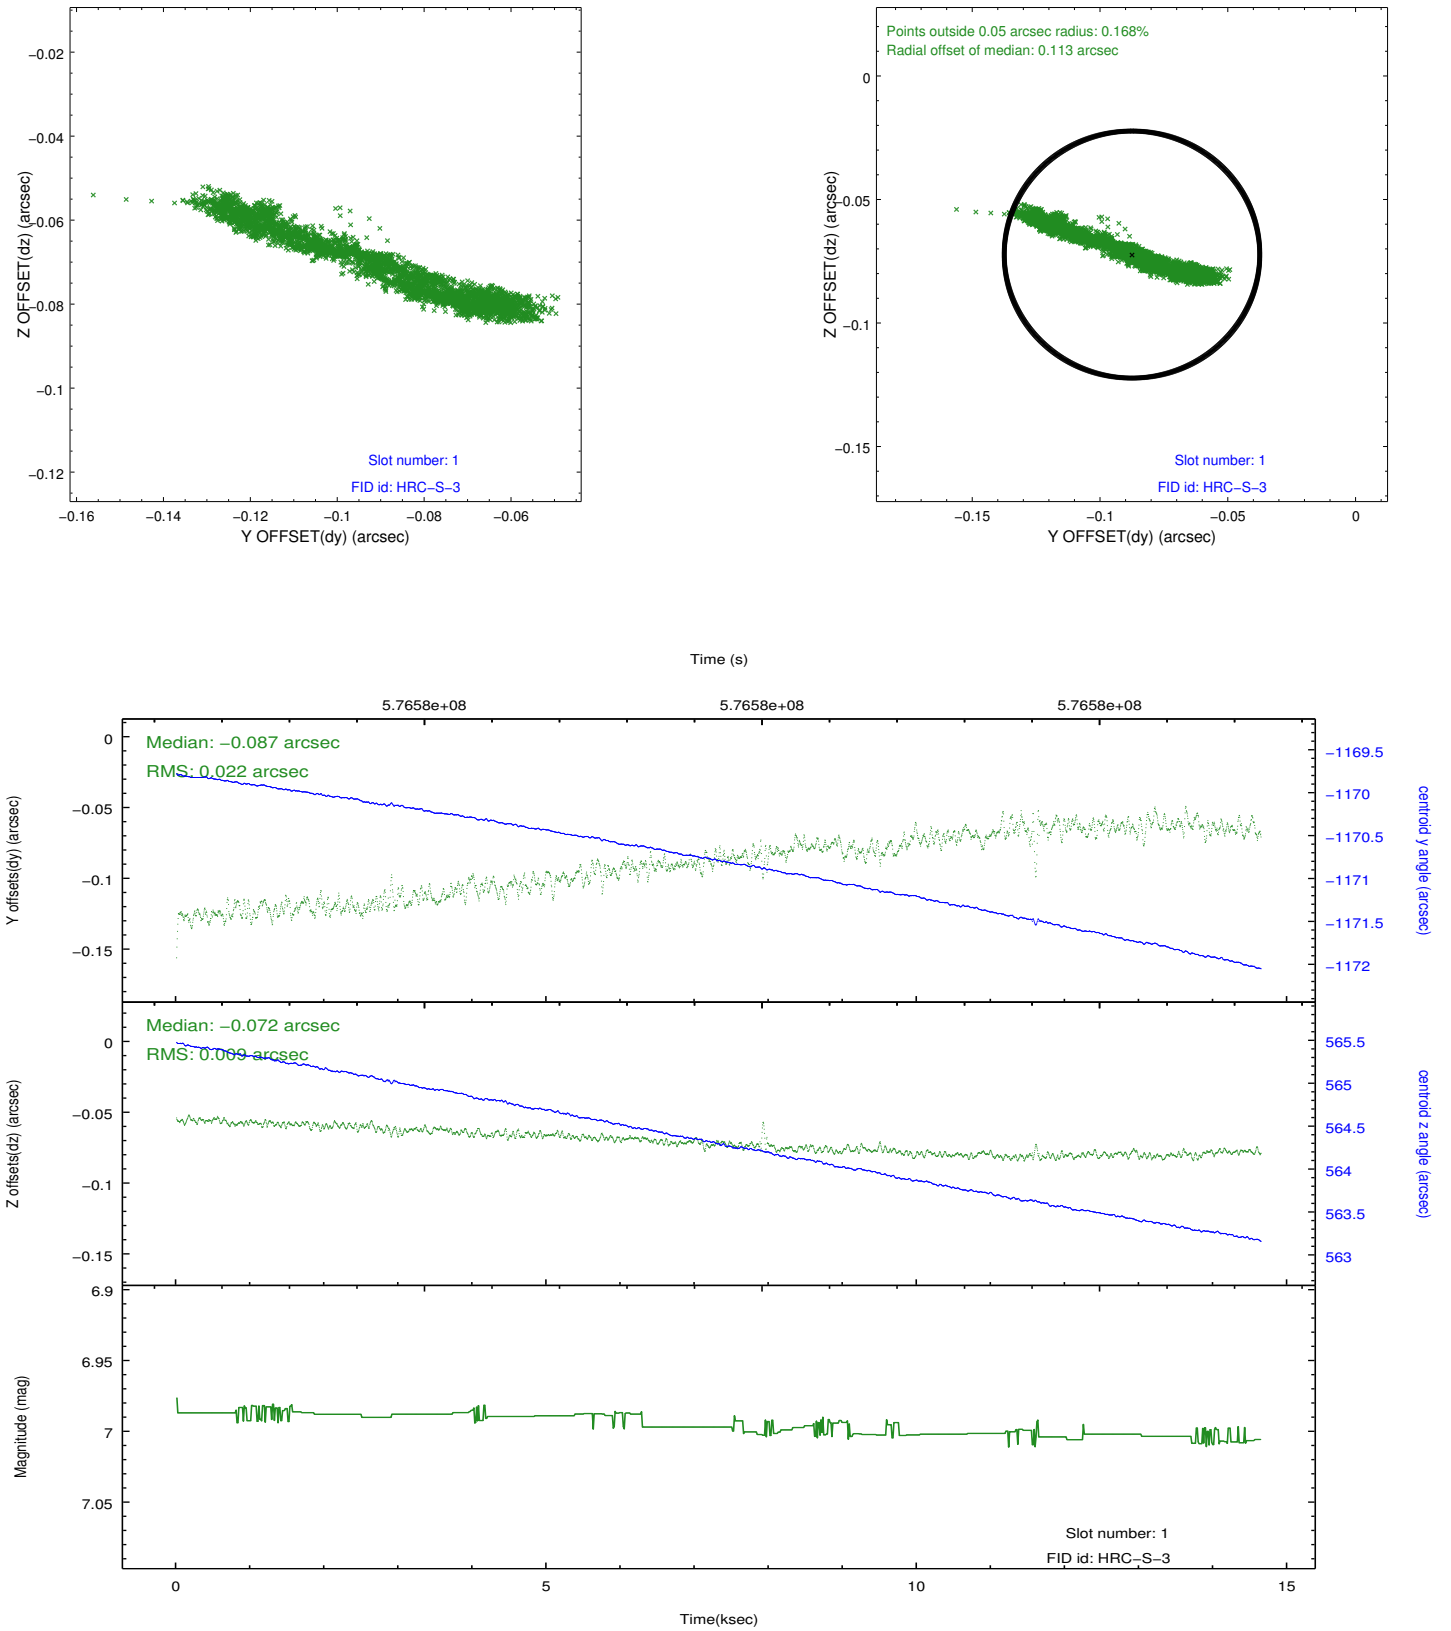 −0.02
−0.04
−0.06
−0.08
−0.1
−0.12
Z OFFSET(dz) (arcsec)
Slot number: 1
FID id: HRC−S−3
−0.16 −0.14 −0.12 −0.1 −0.08 −0.06
Y OFFSET(dy) (arcsec)
Points outside 0.05 arcsec radius: 0.168%
Radial offset of median: 0.113 arcsec
0
−0.05
−0.1
−0.15
Z OFFSET(dz) (arcsec)
Slot number: 1
FID id: HRC−S−3
−0.15 −0.1 −0.05 0
Y OFFSET(dy) (arcsec)
Time (s)
5.7658e+08 5.7658e+08 5.7658e+08
Median: −0.087 arcsec
RMS: 0.022 arcsec
0
−0.05
−0.1
−0.15
Y offsets(dy) (arcsec)
−1169.5
−1170
−1170.5
−1171
−1171.5
−1172
centroid y angle (arcsec)
Median: −0.072 arcsec
RMS: 0.009 arcsec
0
−0.05
−0.1
−0.15
Z offsets(dz) (arcsec)
565.5
565
564.5
564
563.5
563
centroid z angle (arcsec)
6.9
6.95
7
7.05
Magnitude (mag)
Slot number: 1
FID id: HRC−S−3
0 5 10 15
Time(ksec)